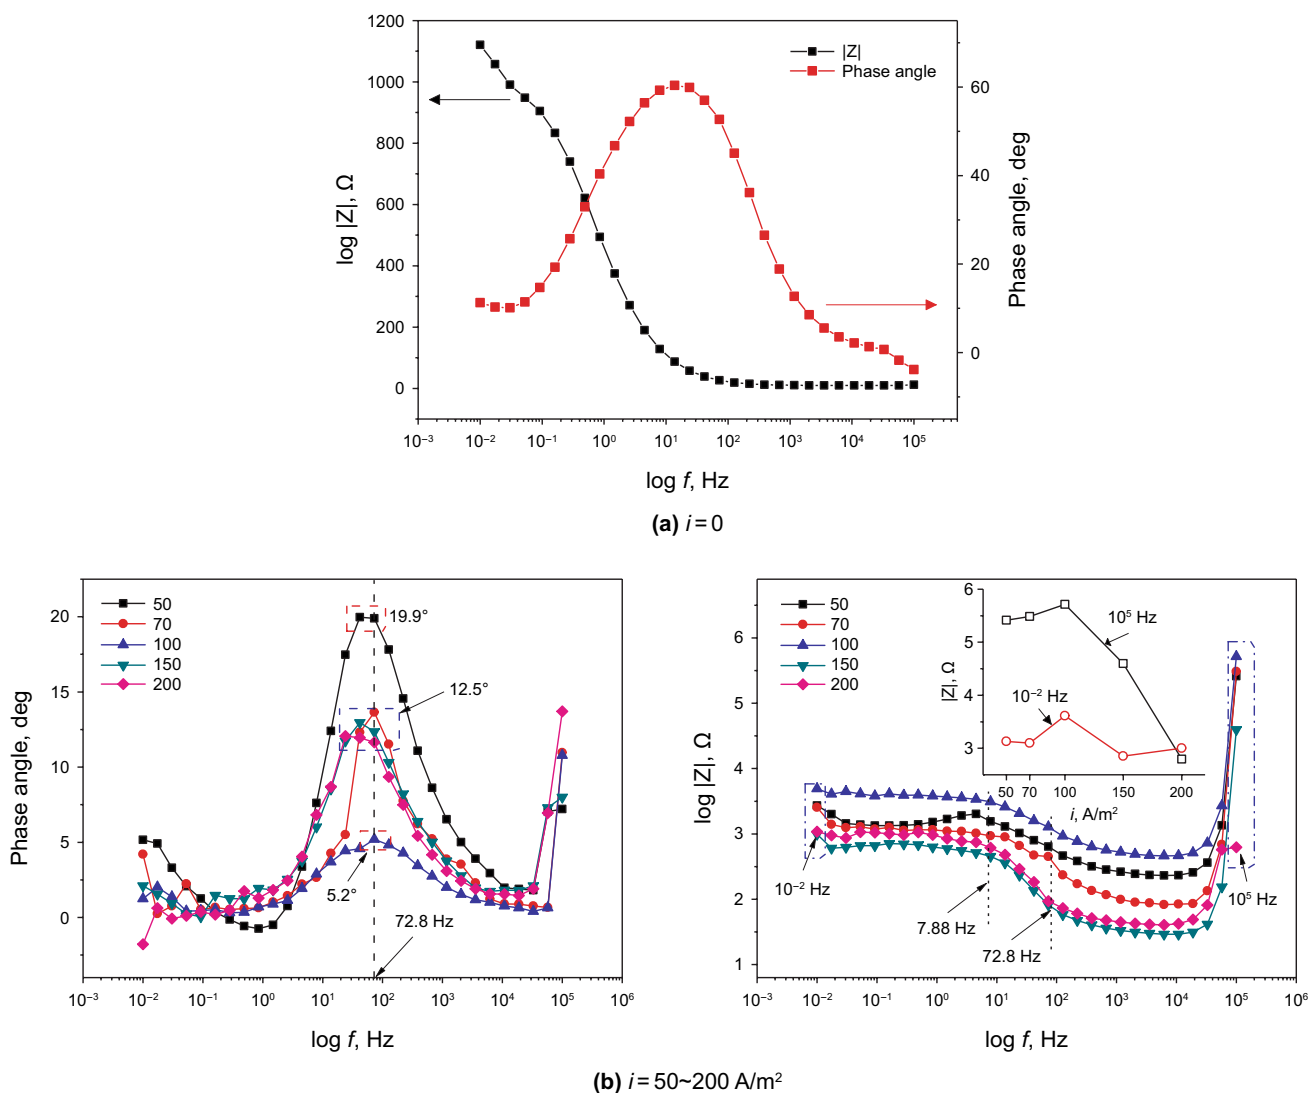 1200
1000
800
600
400
200
0
log |Z|, Ω
|Z|
Phase angle
60
40
20
0
Phase angle, deg
10⁻³ 10⁻² 10⁻¹ 10⁰ 10¹ 10² 10³ 10⁴ 10⁵
log f, Hz
(a) i = 0
20
15
10
5
0
Phase angle, deg
50
70
100
150
200
19.9°
12.5°
5.2°
72.8 Hz
10⁻³ 10⁻² 10⁻¹ 10⁰ 10¹ 10² 10³ 10⁴ 10⁵ 10⁶
log f, Hz
6
5
4
3
2
1
log |Z|, Ω
50
70
100
150
200
6
5
4
3
|Z|, Ω
10⁵ Hz
10⁻² Hz
50 70 100 150 200
i, A/m²
10⁻² Hz
7.88 Hz
72.8 Hz
10⁵ Hz
10⁻³ 10⁻² 10⁻¹ 10⁰ 10¹ 10² 10³ 10⁴ 10⁵ 10⁶
log f, Hz
(b) i = 50~200 A/m²